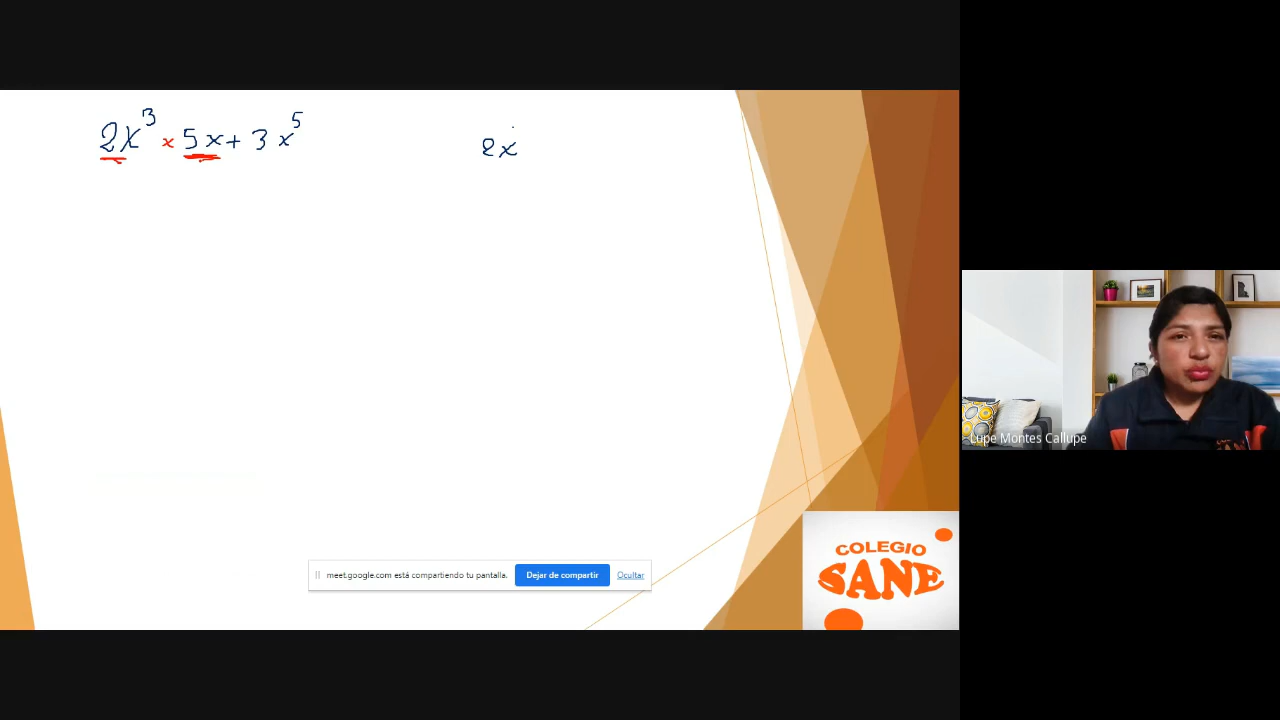 2x³ × 5x + 3x⁵
2x
meet.google.com está compartiendo tu pantalla. Dejar de compartir Ocultar
COLEGIO
SANE
Lupe Montes Callupe